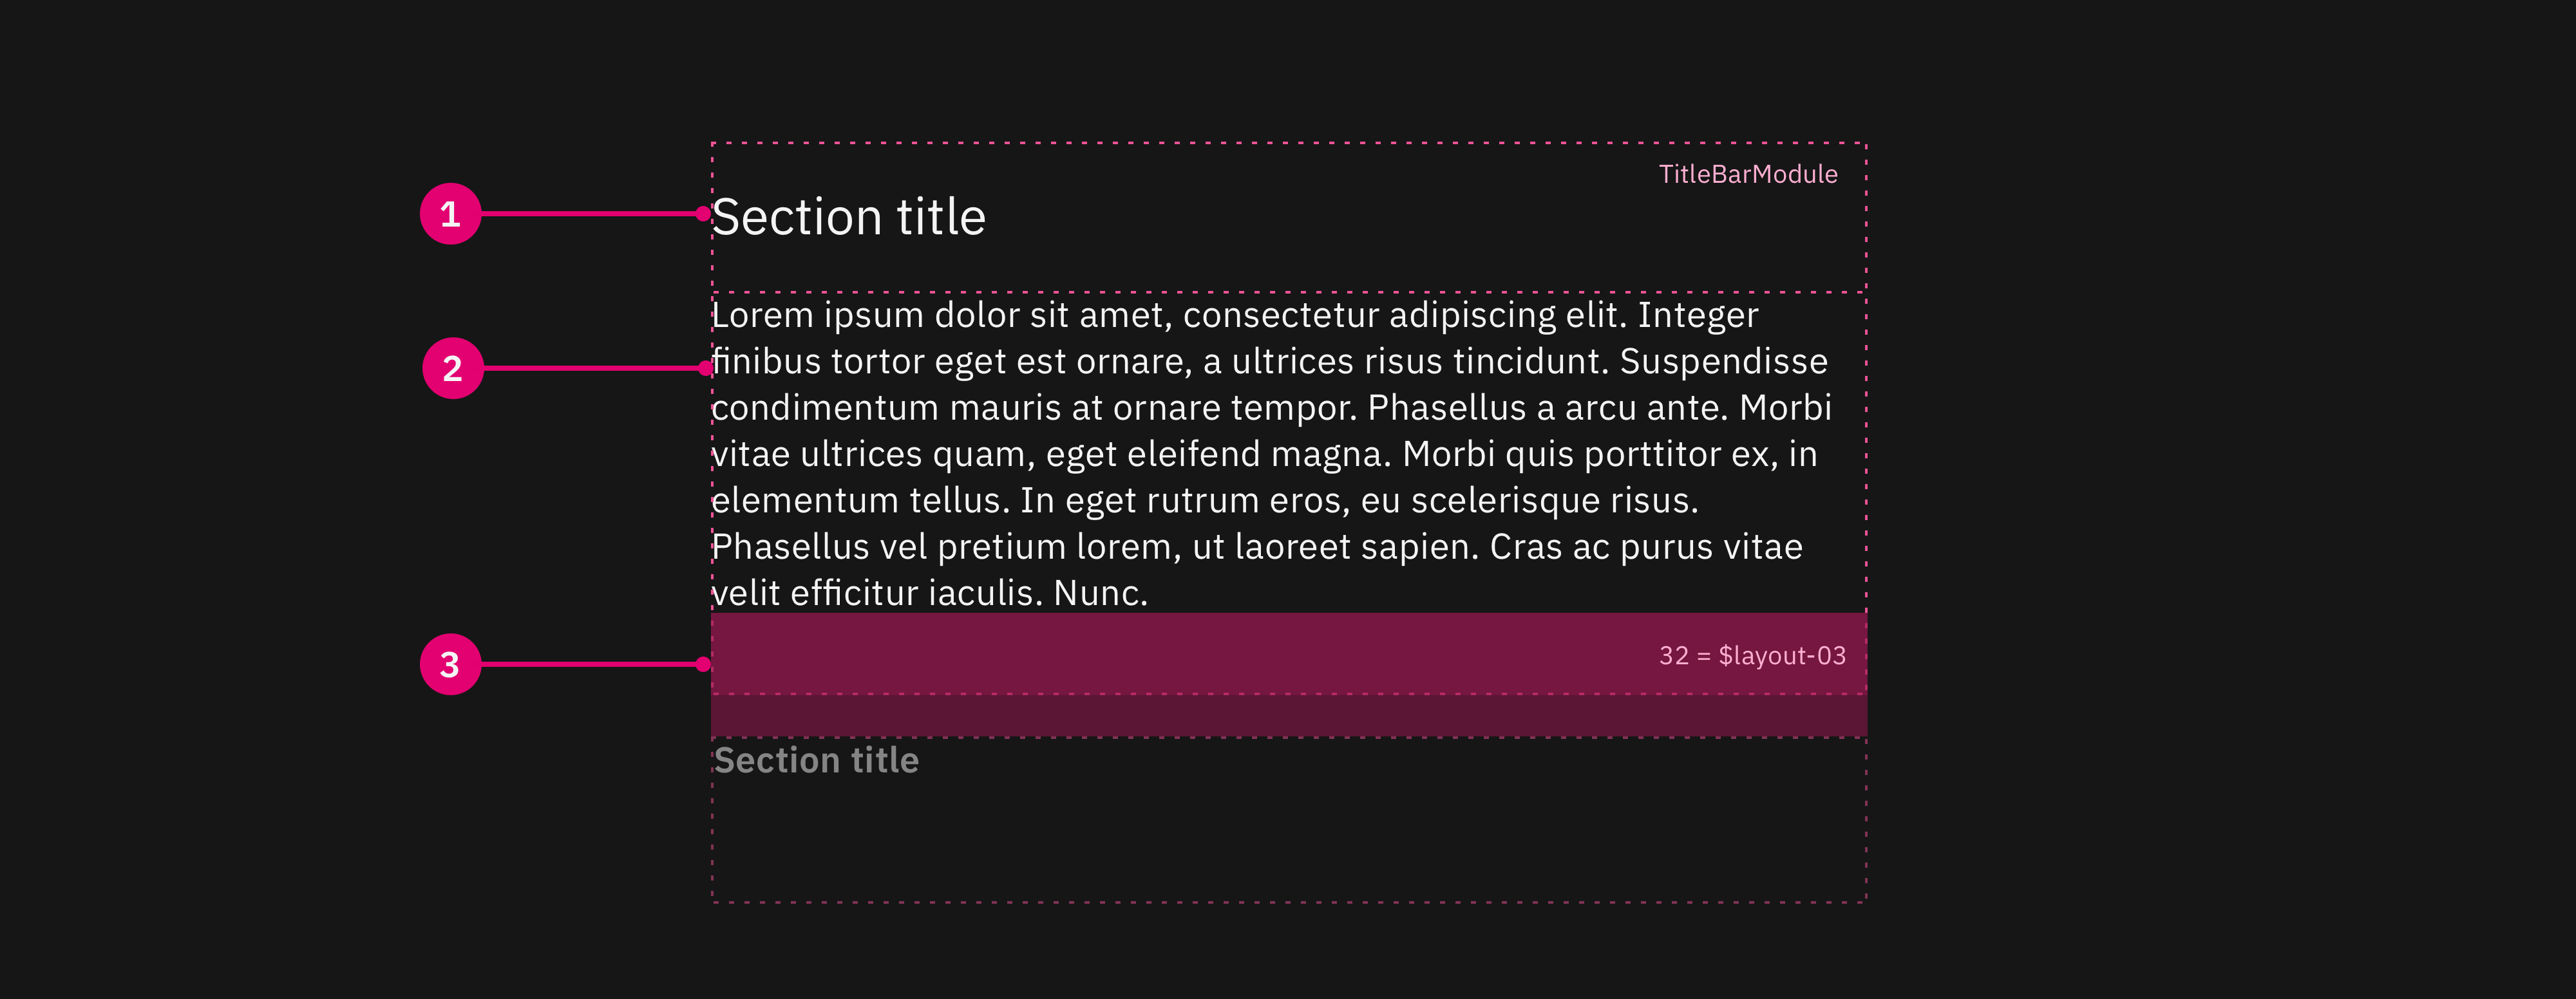 TitleBarModule
1
Section title
Lorem ipsum dolor sit amet, consectetur adipiscing elit. Integer
2
finibus tortor eget est ornare, a ultrices risus tincidunt. Suspendisse
condimentum mauris at ornare tempor. Phasellus a arcu ante. Morbi
vitae ultrices quam, eget eleifend magna. Morbi quis porttitor ex, in
elementum tellus. In eget rutrum eros, eu scelerisque risus.
Phasellus vel pretium lorem, ut laoreet sapien. Cras ac purus vitae
velit efficitur iaculis. Nunc.
3
32 = $layout-03
Section title